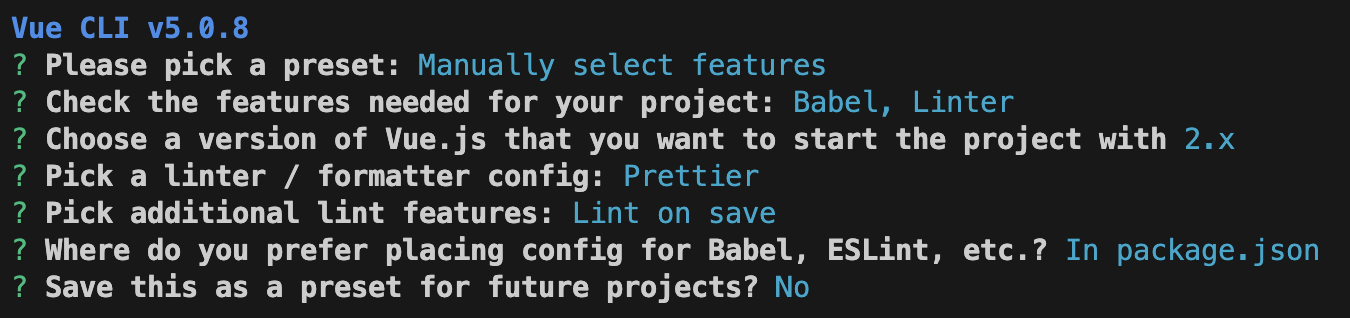 Vue CLI v5.0.8
? Please pick a preset: Manually select features
? Check the features needed for your project: Babel, Linter
? Choose a version of Vue.js that you want to start the project with 2.x
? Pick a linter / formatter config: Prettier
? Pick additional lint features: Lint on save
? Where do you prefer placing config for Babel, ESLint, etc.? In package.json
? Save this as a preset for future projects? No